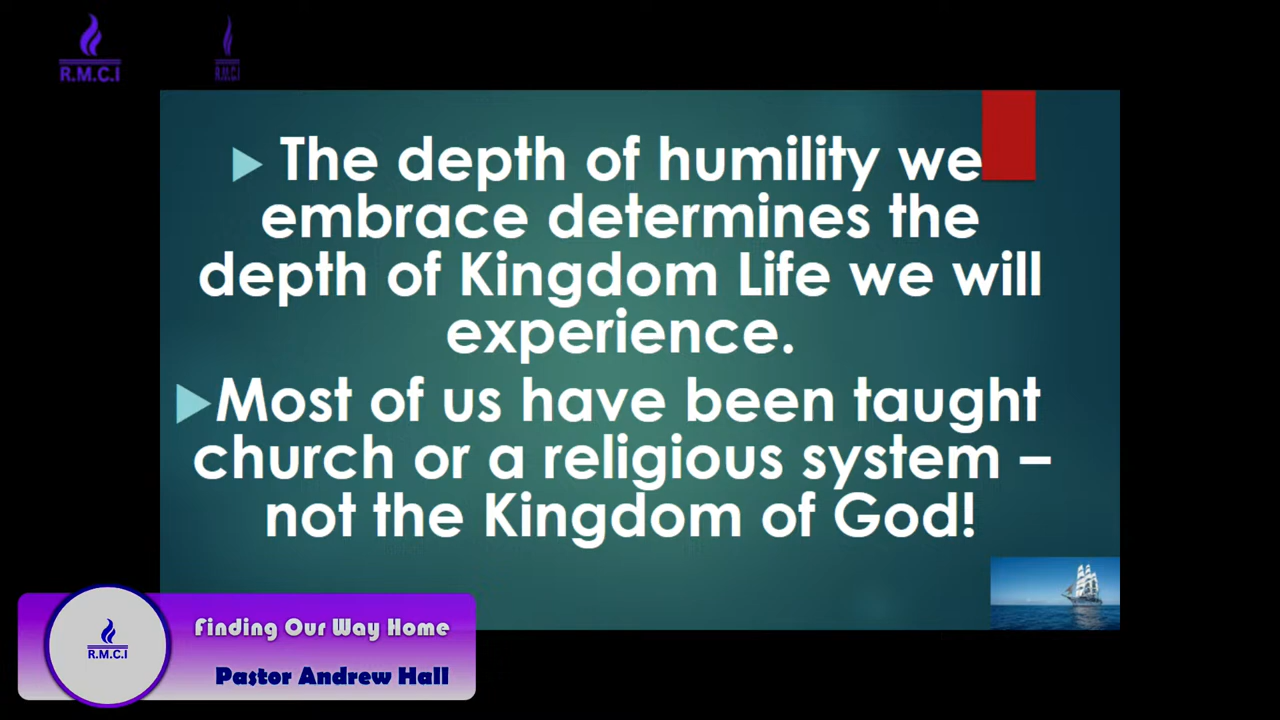 R.M.C.I
R.M.C.I
The depth of humility we
embrace determines the
depth of Kingdom Life we will
experience.
Most of us have been taught
church or a religious system –
not the Kingdom of God!
Finding Our Way Home
R.M.C.I
Pastor Andrew Hall